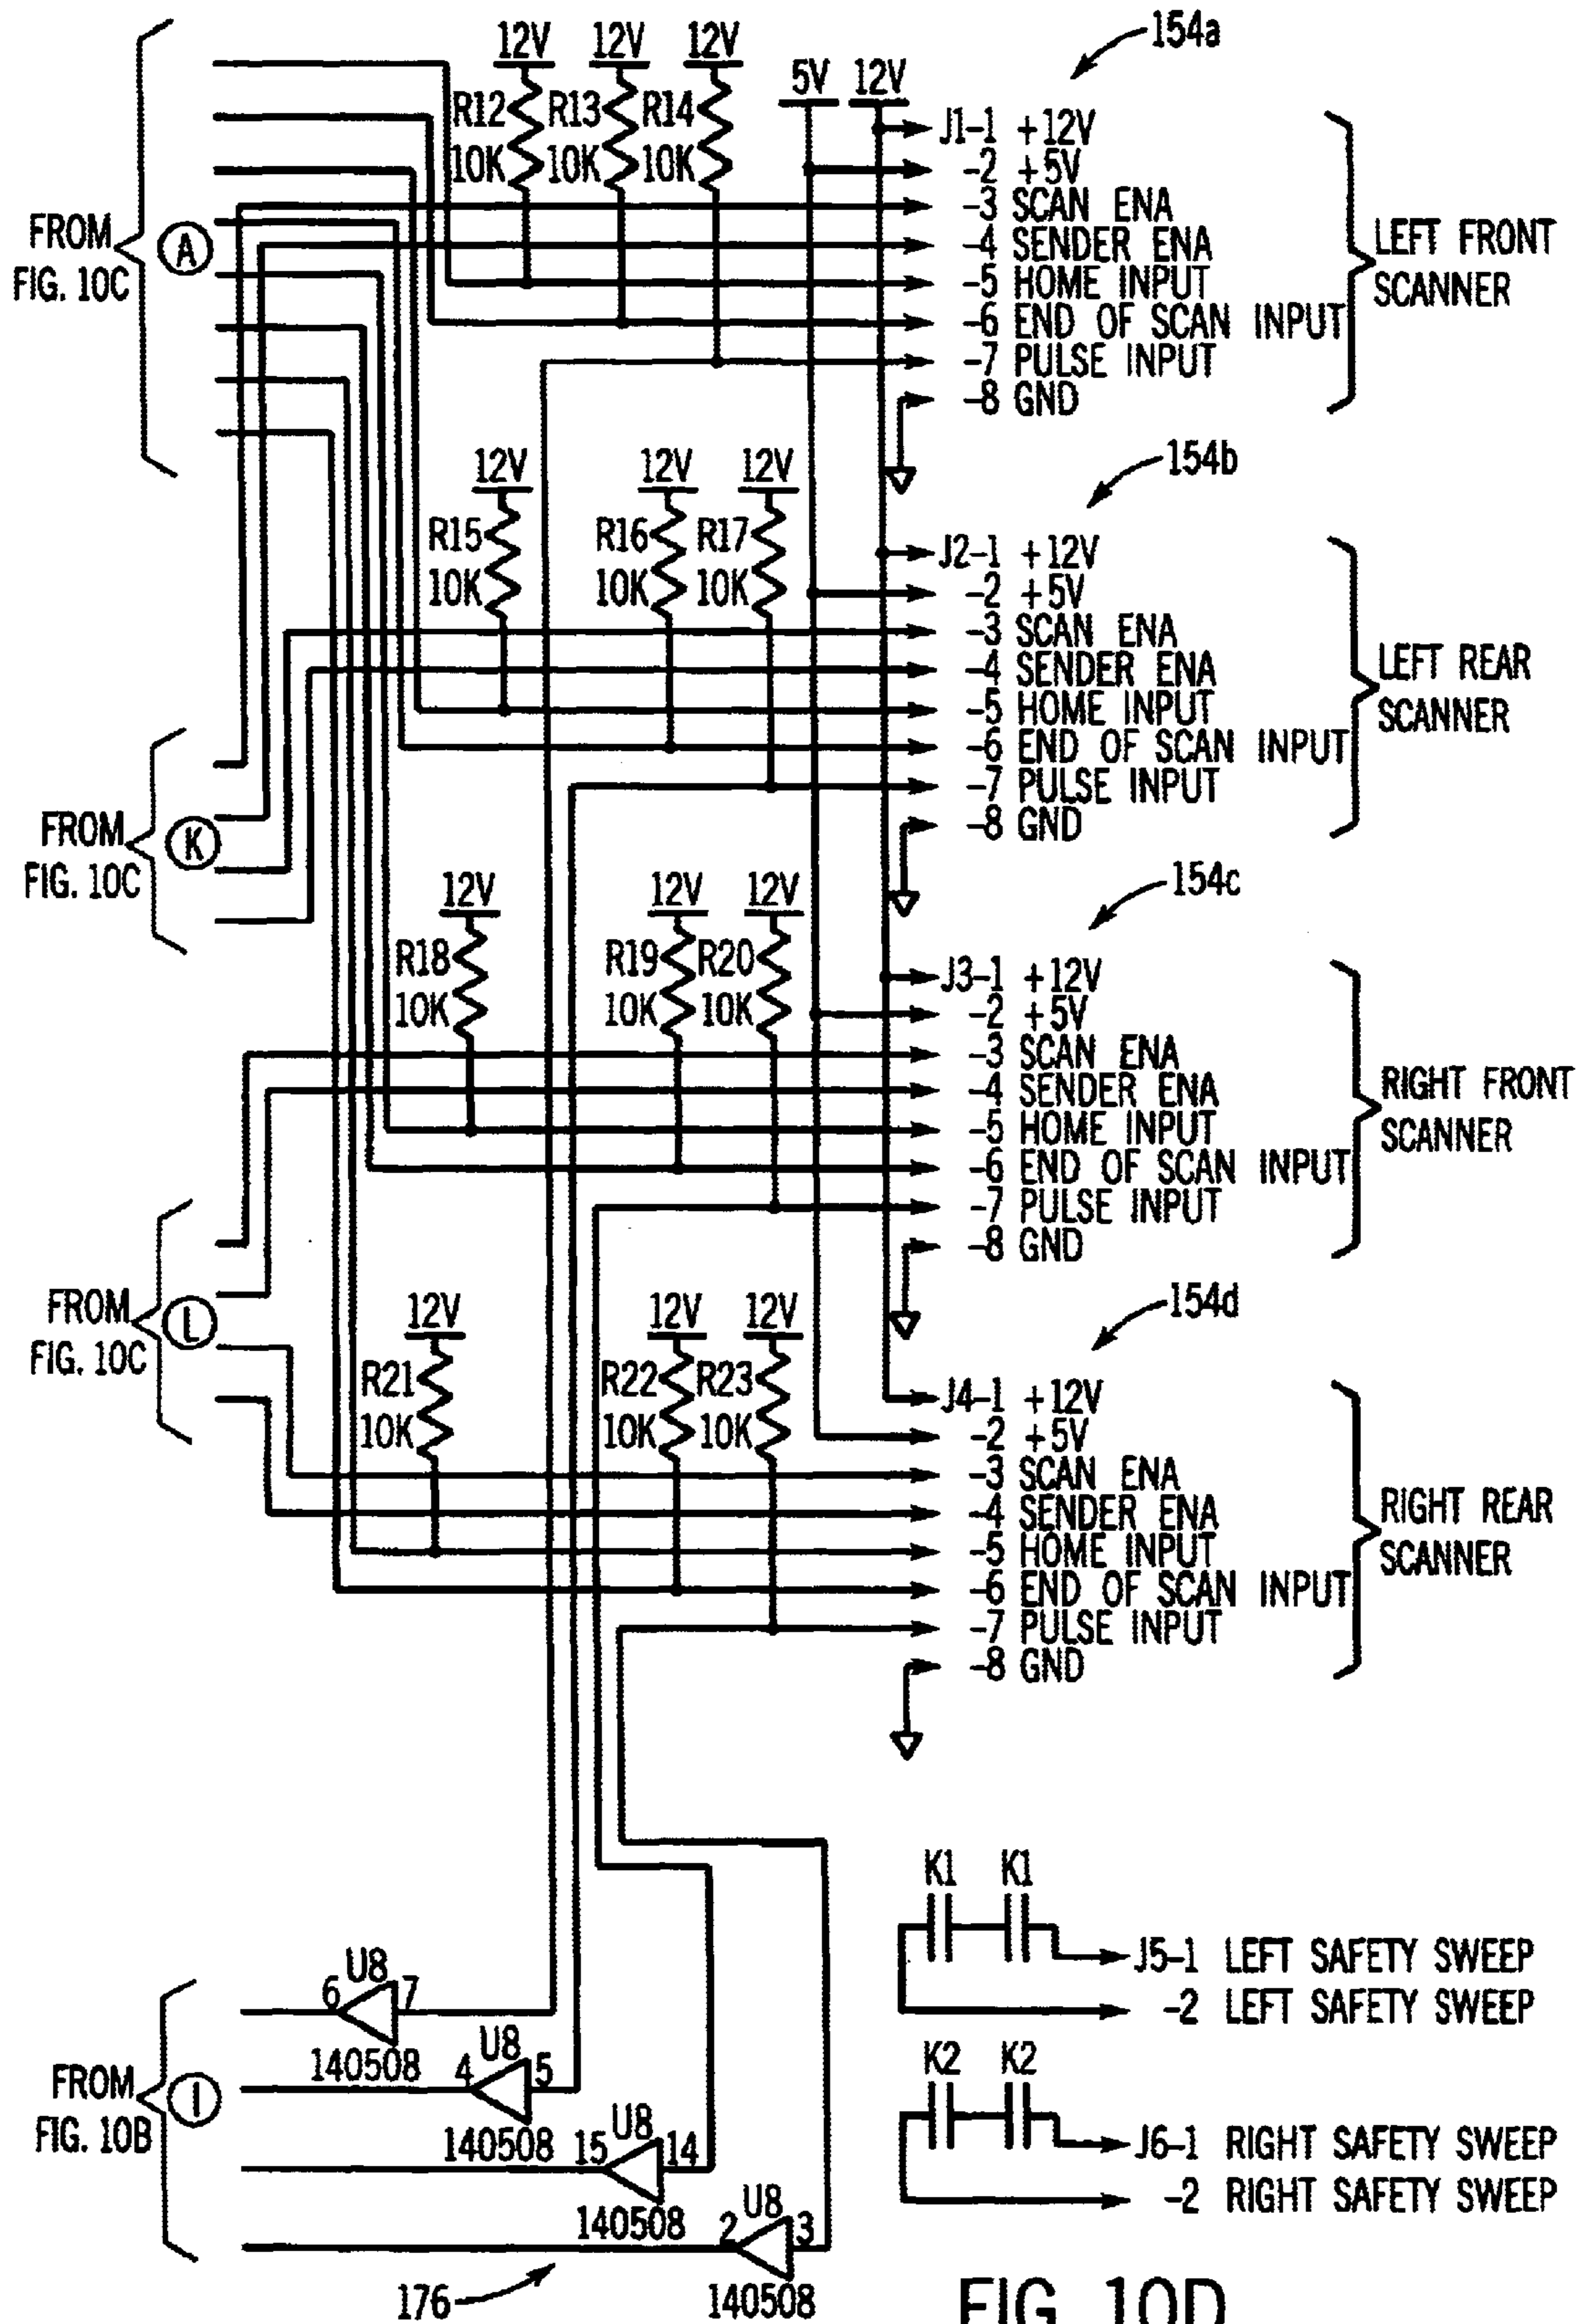 154a
12V 12V 12V
5V 12V
R12 R13 R14
10K 10K 10K
J1-1 +12V
-2 +5V
-3 SCAN ENA
-4 SENDER ENA
-5 HOME INPUT
-6 END OF SCAN INPUT
-7 PULSE INPUT
-8 GND
LEFT FRONT
SCANNER
FROM
FIG. 10C
A
154b
12V 12V 12V
R15 R16 R17
10K 10K 10K
J2-1 +12V
-2 +5V
-3 SCAN ENA
-4 SENDER ENA
-5 HOME INPUT
-6 END OF SCAN INPUT
-7 PULSE INPUT
-8 GND
LEFT REAR
SCANNER
FROM
FIG. 10C
K
154c
12V 12V 12V
R18 R19 R20
10K 10K 10K
J3-1 +12V
-2 +5V
-3 SCAN ENA
-4 SENDER ENA
-5 HOME INPUT
-6 END OF SCAN INPUT
-7 PULSE INPUT
-8 GND
RIGHT FRONT
SCANNER
FROM
FIG. 10C
L
154d
12V 12V 12V
R21 R22 R23
10K 10K 10K
J4-1 +12V
-2 +5V
-3 SCAN ENA
-4 SENDER ENA
-5 HOME INPUT
-6 END OF SCAN INPUT
-7 PULSE INPUT
-8 GND
RIGHT REAR
SCANNER
K1 K1
J5-1 LEFT SAFETY SWEEP
-2 LEFT SAFETY SWEEP
K2 K2
J6-1 RIGHT SAFETY SWEEP
-2 RIGHT SAFETY SWEEP
FROM
FIG. 10B
I
U8
6 7
140508
U8
4 5
140508
U8
15 14
140508
U8
2 3
140508
176
FIG. 10D